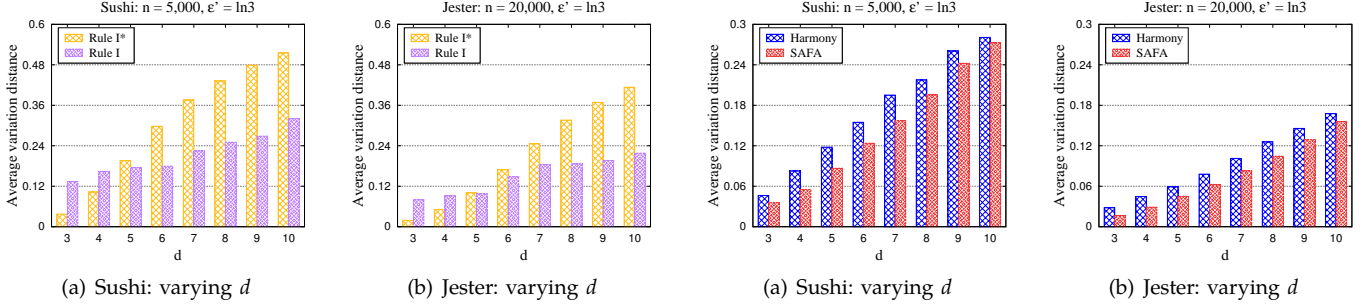 Sushi: n = 5,000, ε' = ln3
Average variation distance
0.6
0.48
0.36
0.24
0.12
0
Rule I*
Rule I
3 4 5 6 7 8 9 10
d
(a) Sushi: varying d
Jester: n = 20,000, ε' = ln3
Average variation distance
0.6
0.48
0.36
0.24
0.12
0
Rule I*
Rule I
3 4 5 6 7 8 9 10
d
(b) Jester: varying d
Sushi: n = 5,000, ε' = ln3
Average variation distance
0.3
0.24
0.18
0.12
0.06
0
Harmony
SAFA
3 4 5 6 7 8 9 10
d
(a) Sushi: varying d
Jester: n = 20,000, ε' = ln3
Average variation distance
0.3
0.24
0.18
0.12
0.06
0
Harmony
SAFA
3 4 5 6 7 8 9 10
d
(b) Jester: varying d